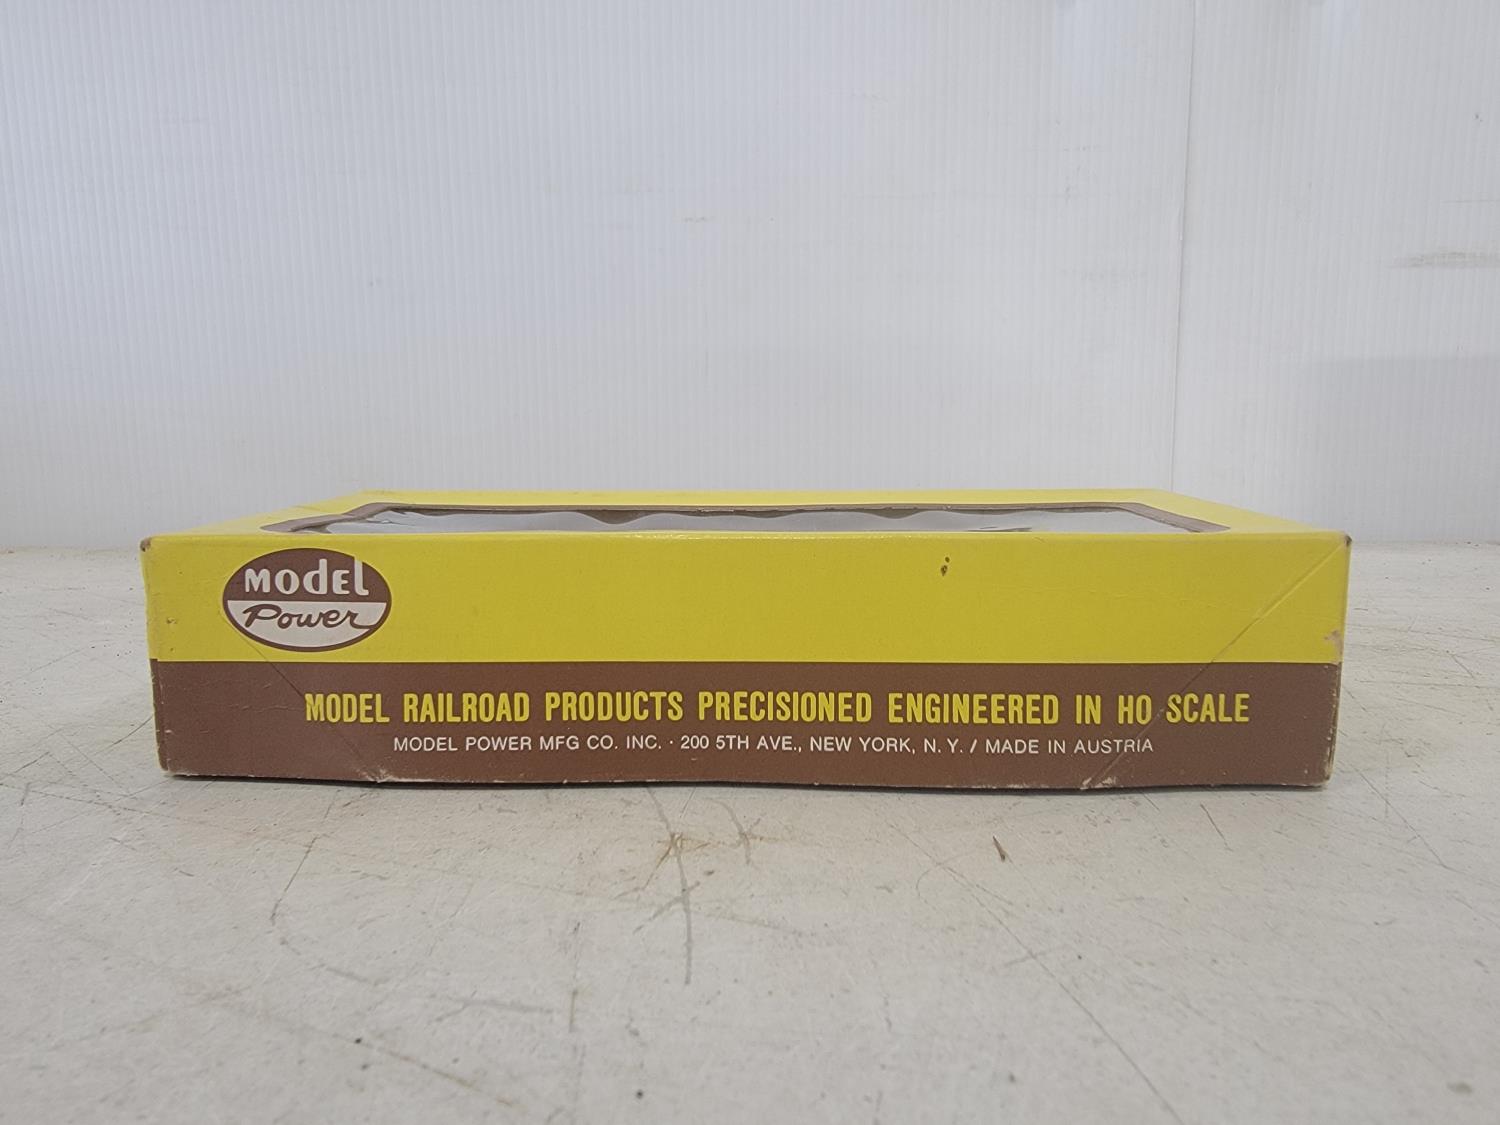 MODEL
Power
MODEL RAILROAD PRODUCTS PRECISIONED ENGINEERED IN HO SCALE
MODEL POWER MFG CO. INC. · 200 5TH AVE., NEW YORK, N. Y. / MADE IN AUSTRIA